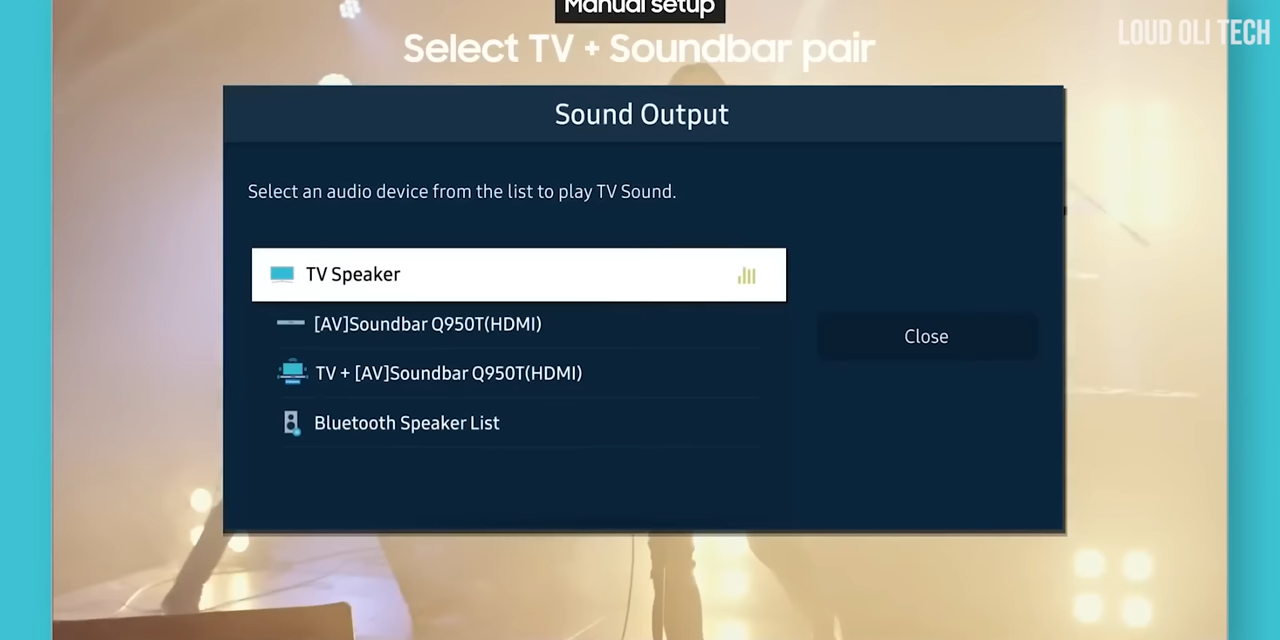 Manual setup
LOUD OLI TECH
Select TV + Soundbar pair
Sound Output
Select an audio device from the list to play TV Sound.
TV Speaker
[AV]Soundbar Q950T(HDMI)
Close
TV + [AV]Soundbar Q950T(HDMI)
Bluetooth Speaker List